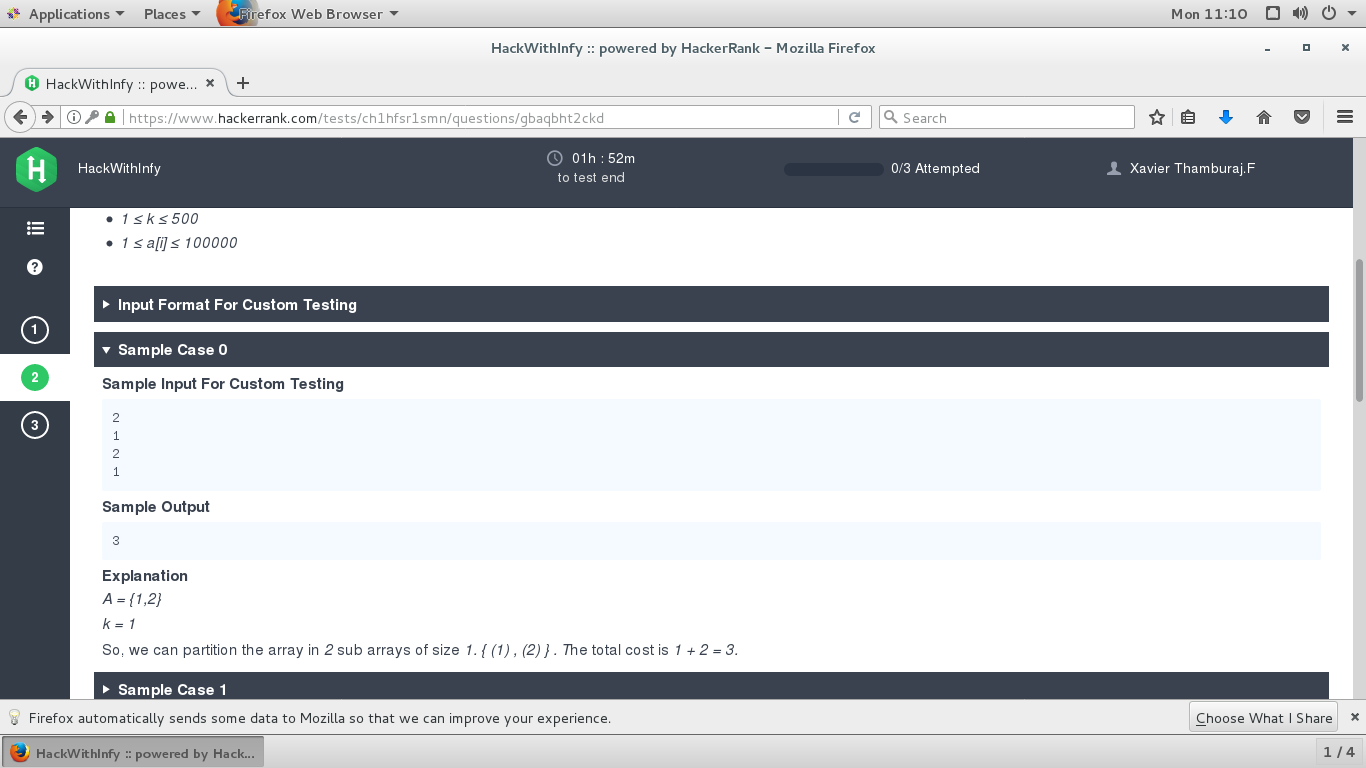 Applications Places Firefox Web Browser Mon 11:10
HackWithInfy :: powered by HackerRank – Mozilla Firefox
HackWithInfy :: powe...
https://www.hackerrank.com/tests/ch1hfsr1smn/questions/gbaqbht2ckd Search
HackWithInfy 01h : 52m 0/3 Attempted Xavier Thamburaj.F
to test end
1 ≤ k ≤ 500
1 ≤ a[i] ≤ 100000
Input Format For Custom Testing
1
Sample Case 0
2
Sample Input For Custom Testing
3
2
1
2
1
Sample Output
3
Explanation
A = {1,2}
k = 1
So, we can partition the array in 2 sub arrays of size 1. { (1) , (2) } . The total cost is 1 + 2 = 3.
Sample Case 1
Firefox automatically sends some data to Mozilla so that we can improve your experience. Choose What I Share
HackWithInfy :: powered by Hack... 1 / 4